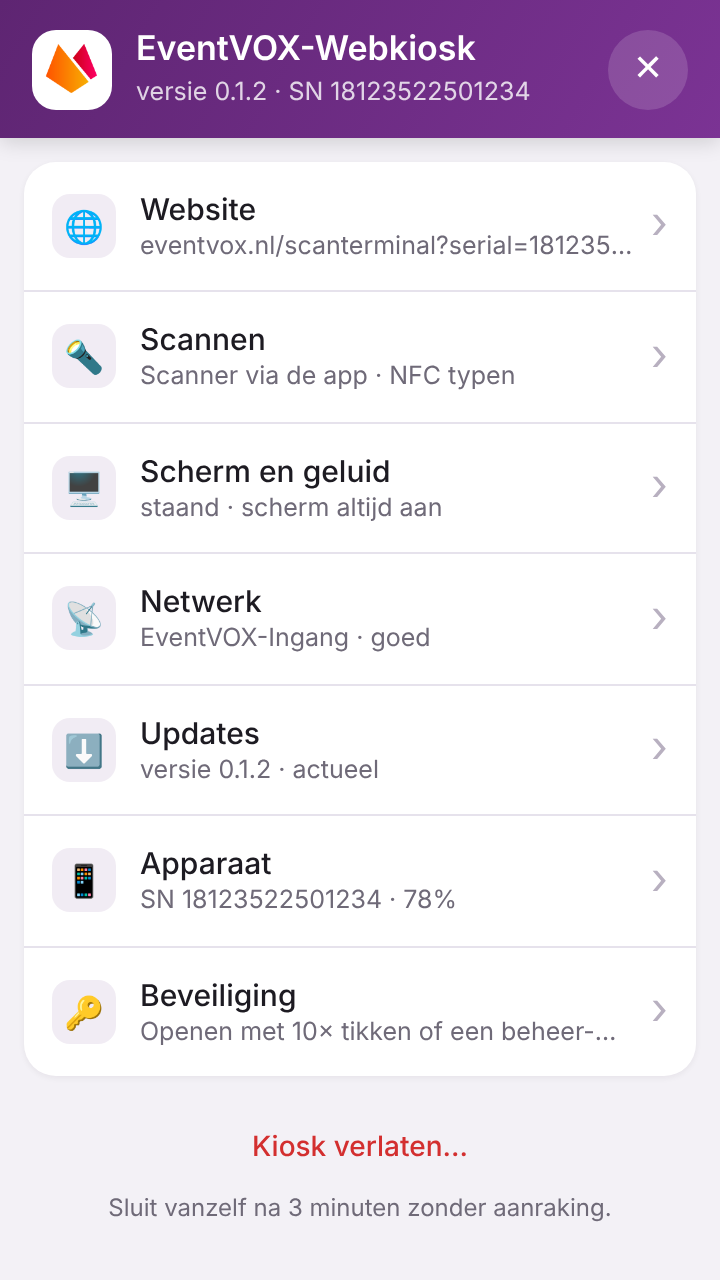 EventVOX-Webkiosk
versie 0.1.2 · SN 18123522501234
Website
eventvox.nl/scanterminal?serial=181235...
Scannen
Scanner via de app · NFC typen
Scherm en geluid
staand · scherm altijd aan
Netwerk
EventVOX-Ingang · goed
Updates
versie 0.1.2 · actueel
Apparaat
SN 18123522501234 · 78%
Beveiliging
Openen met 10× tikken of een beheer-...
Kiosk verlaten...
Sluit vanzelf na 3 minuten zonder aanraking.